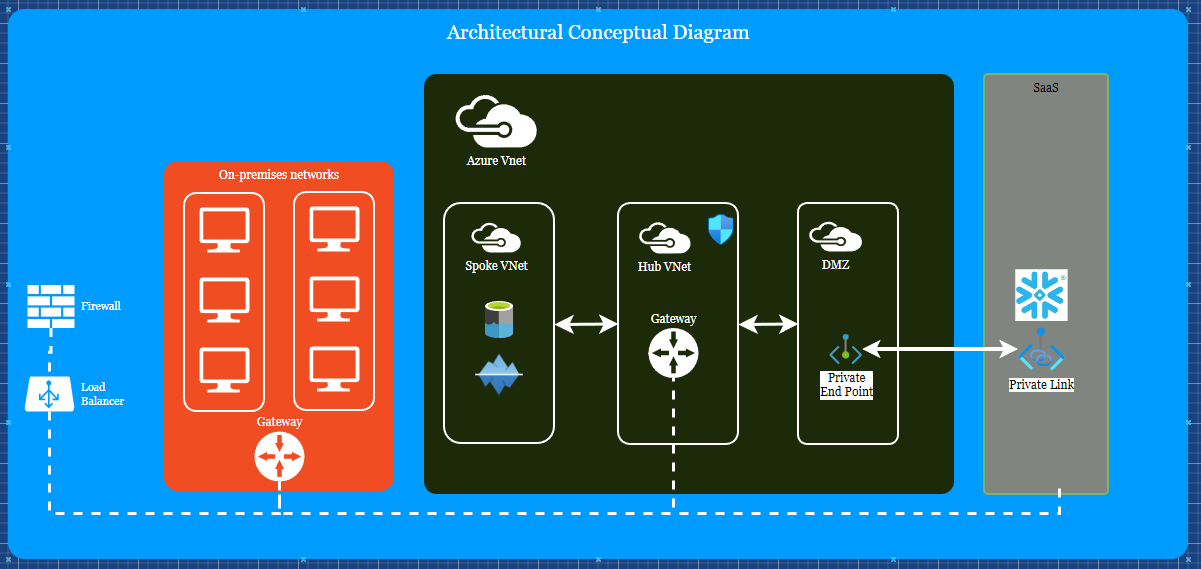 Architectural Conceptual Diagram
SaaS
Azure Vnet
On-premises networks
Spoke VNet
Hub VNet
DMZ
Firewall
Gateway
Load
Balancer
Private
End Point
Private Link
Gateway
®